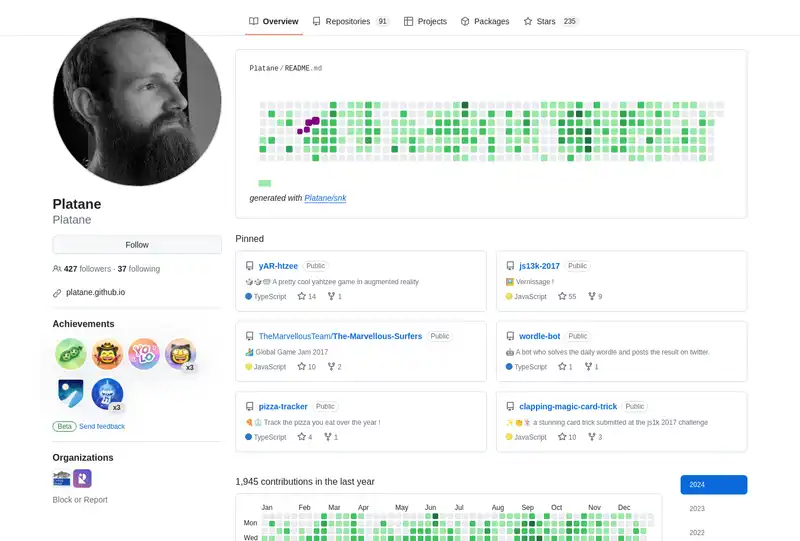 Overview
Repositories 91
Projects
Packages
Stars 235
Platane/README.md
generated with Platane/snk
Platane
Platane
Follow
427 followers · 37 following
platane.github.io
Achievements
YOLO
x3
x3
Beta Send feedback
Organizations
Block or Report
Pinned
yAR-htzee Public
A pretty cool yahtzee game in augmented reality
TypeScript 14 1
js13k-2017 Public
Vernissage !
JavaScript 55 9
TheMarvellousTeam/The-Marvellous-Surfers Public
Global Game Jam 2017
JavaScript 10 2
wordle-bot Public
A bot who solves the daily wordle and posts the result on twitter.
TypeScript 1 1
pizza-tracker Public
Track the pizza you eat over the year !
TypeScript 4 1
clapping-magic-card-trick Public
a stunning card trick submitted at the js1k 2017 challenge
JavaScript 10 3
1,945 contributions in the last year
Jan Feb Mar Apr May Jun Jul Aug Sep Oct Nov Dec
Mon
Wed
2024
2023
2022